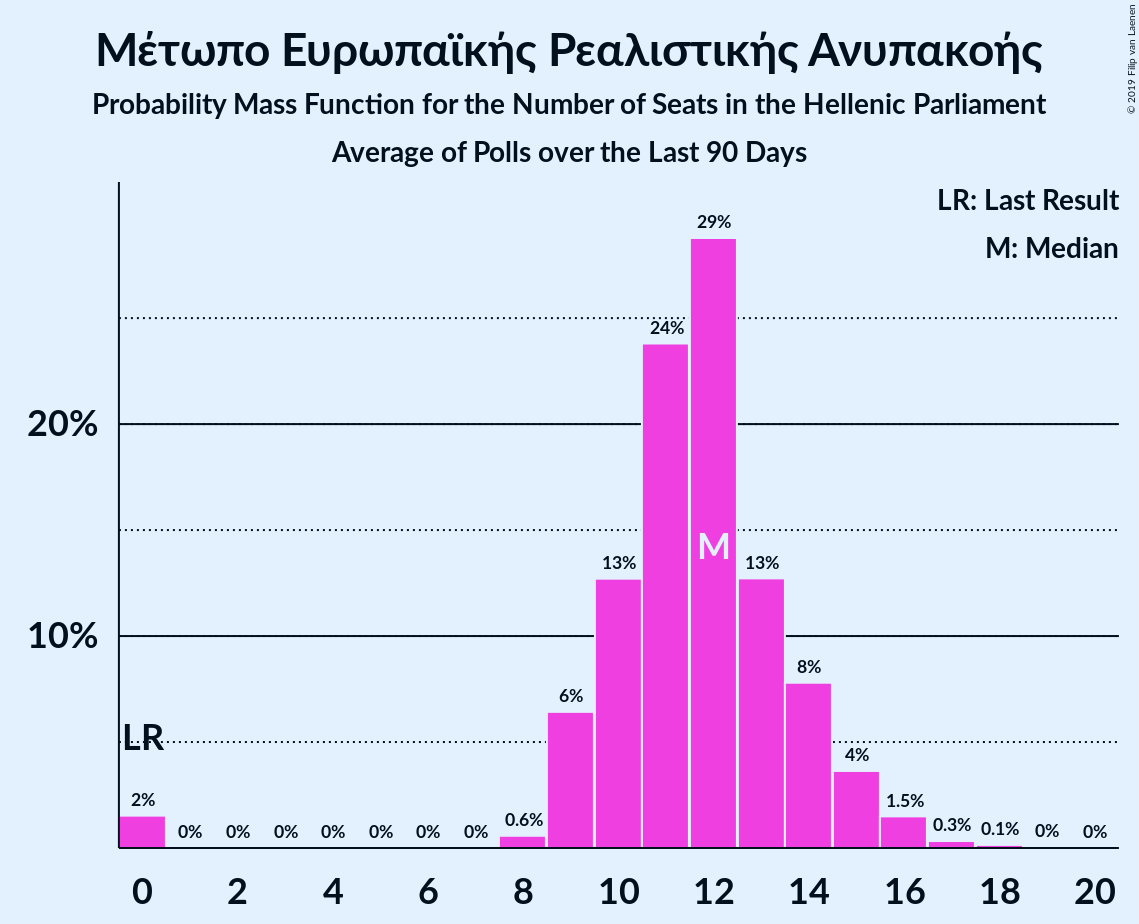 Μέτωπο Ευρωπαϊκής Ρεαλιστικής Ανυπακοής
Probability Mass Function for the Number of Seats in the Hellenic Parliament
Average of Polls over the Last 90 Days
© 2019 Filip van Laenen
LR: Last Result
M: Median
29%
24%
20%
M
13%
13%
10%
8%
6%
LR
4%
2%
0%
0%
0%
0%
0%
0%
0%
0.6%
1.5%
0.3%
0.1%
0%
0%
0 2 4 6 8 10 12 14 16 18 20